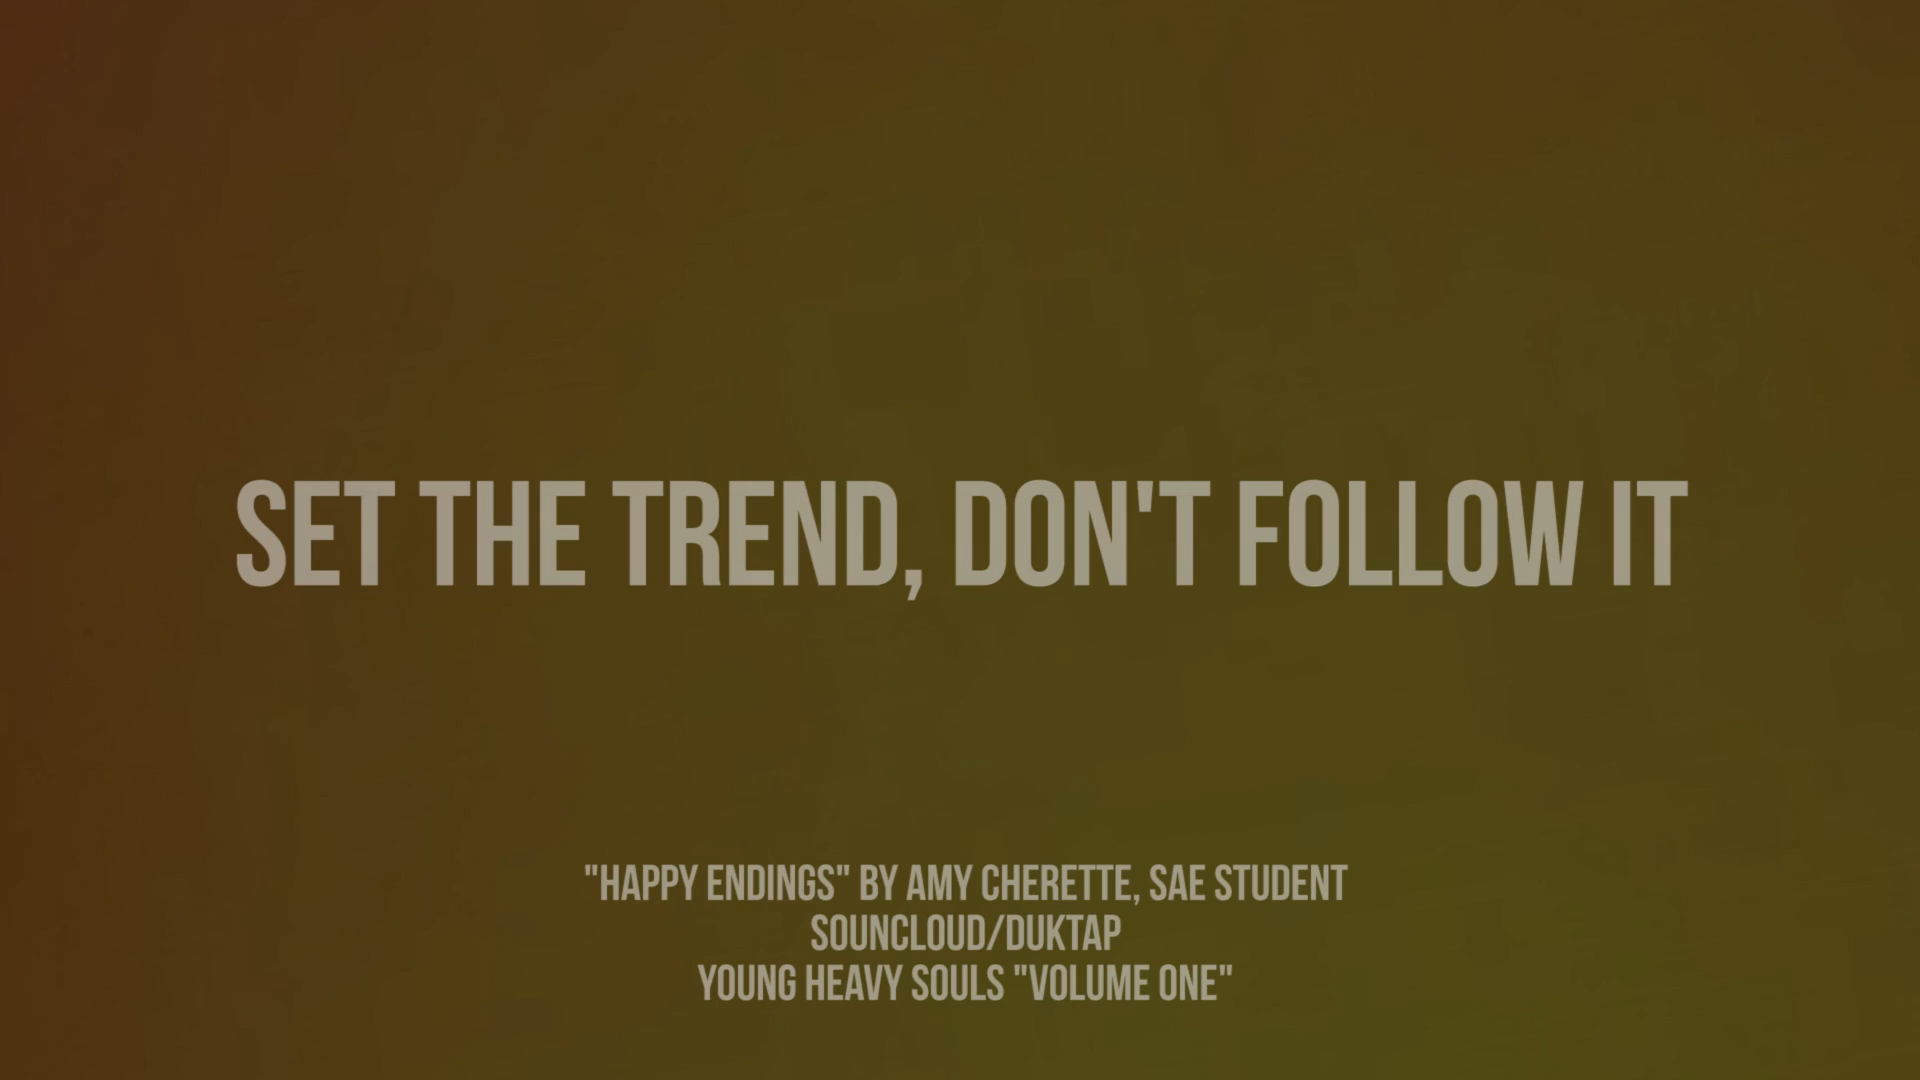 SET THE TREND, DON'T FOLLOW IT
"HAPPY ENDINGS" BY AMY CHERETTE, SAE STUDENT
SOUNCLOUD/DUKTAP
YOUNG HEAVY SOULS "VOLUME ONE"